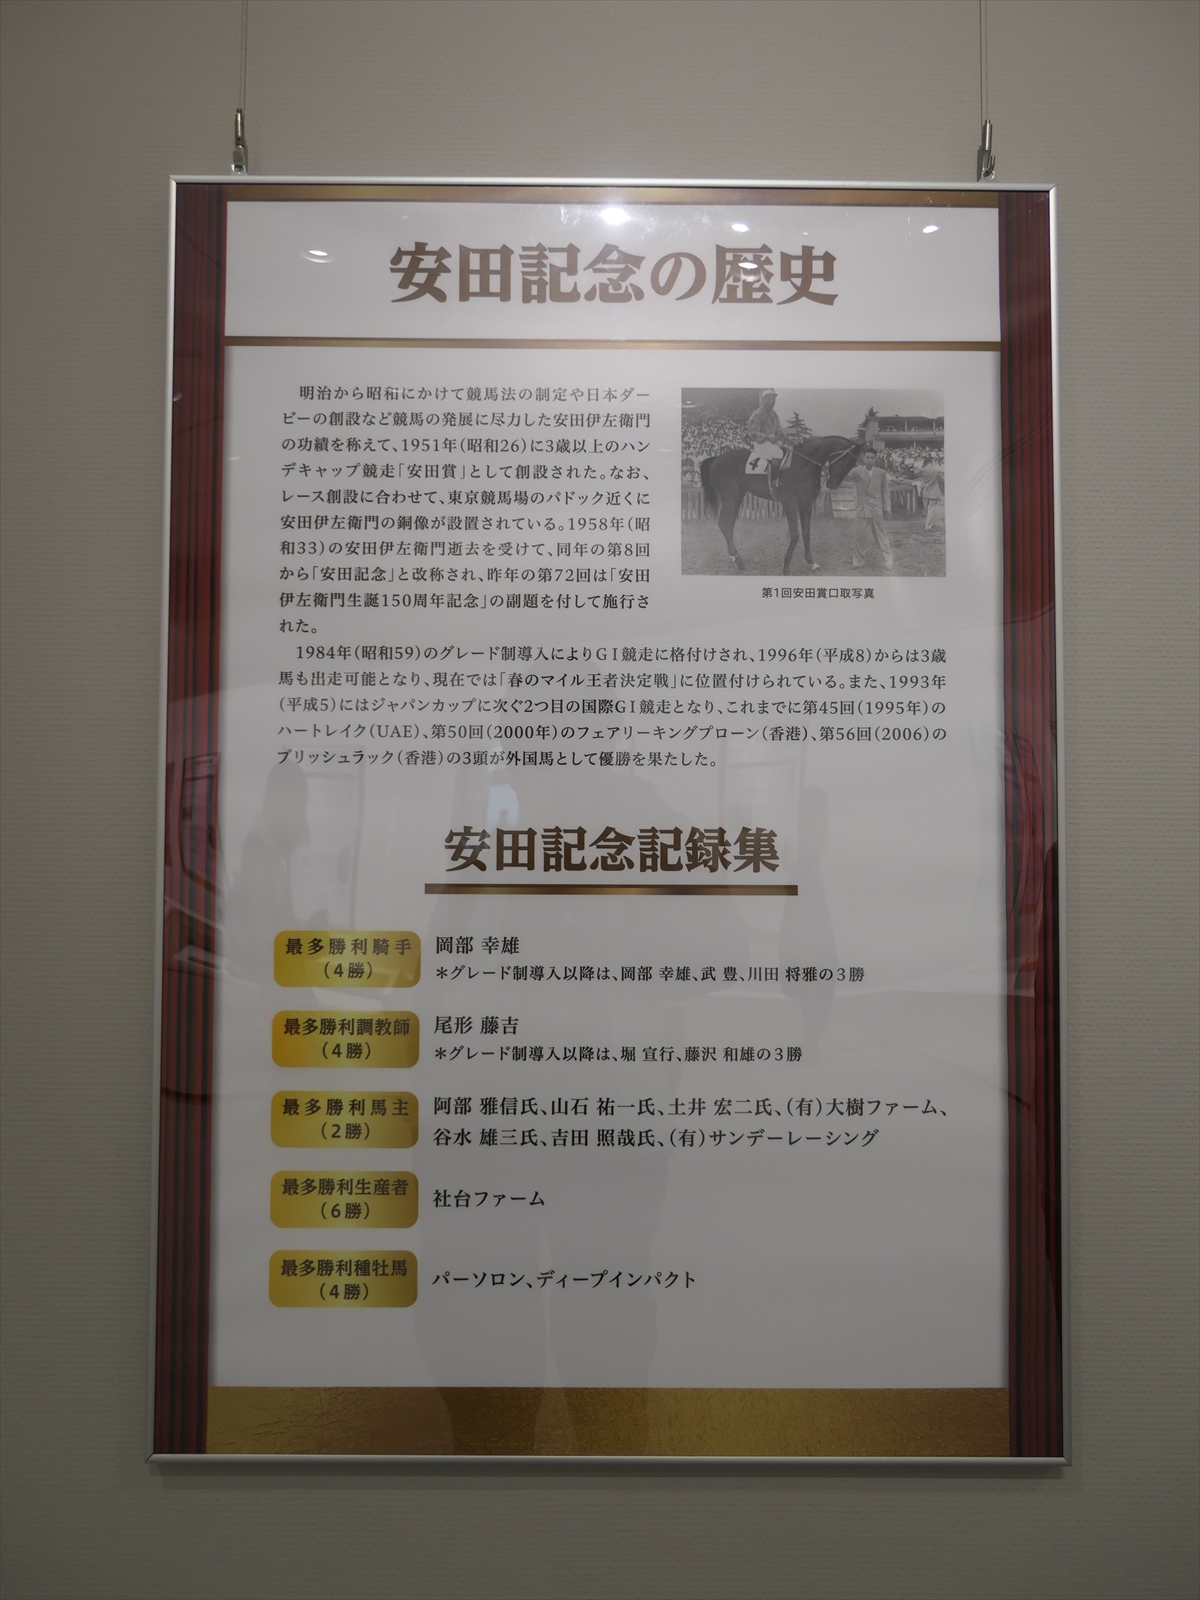 安田記念の歴史
明治から昭和にかけて競馬法の制定や日本ダー
ビーの創設など競馬の発展に尽力した安田伊左衛門
の功績を称えて、1951年(昭和26)に3歳以上のハン
デキャップ競走「安田賞」として創設された。なお、
レース創設に合わせて、東京競馬場のパドック近くに
安田伊左衛門の銅像が設置されている。1958年(昭
和33)の安田伊左衛門逝去を受けて、同年の第8回
から「安田記念」と改称され、昨年の第72回は「安田
伊左衛門生誕150周年記念」の副題を付して施行さ
れた。
4
第1回安田賞口取写真
1984年(昭和59)のグレード制導入によりGⅠ競走に格付けされ、1996年(平成8)からは3歳
馬も出走可能となり、現在では「春のマイル王者決定戦」に位置付けられている。また、1993年
(平成5)にはジャパンカップに次ぐ2つ目の国際GⅠ競走となり、これまでに第45回(1995年)の
ハートレイク(UAE)、第50回(2000年)のフェアリーキングプローン(香港)、第56回(2006)の
ブリッシュラック(香港)の3頭が外国馬として優勝を果たした。
安田記念記録集
最多勝利騎手
(4勝)
岡部 幸雄
＊グレード制導入以降は、岡部 幸雄、武 豊、川田 将雅の3勝
最多勝利調教師
(4勝)
尾形 藤吉
＊グレード制導入以降は、堀 宣行、藤沢 和雄の3勝
最多勝利馬主
(2勝)
阿部 雅信氏、山石 祐一氏、土井 宏二氏、(有)大樹ファーム、
谷水 雄三氏、吉田 照哉氏、(有)サンデーレーシング
最多勝利生産者
(6勝)
社台ファーム
最多勝利種牡馬
(4勝)
パーソロン、ディープインパクト